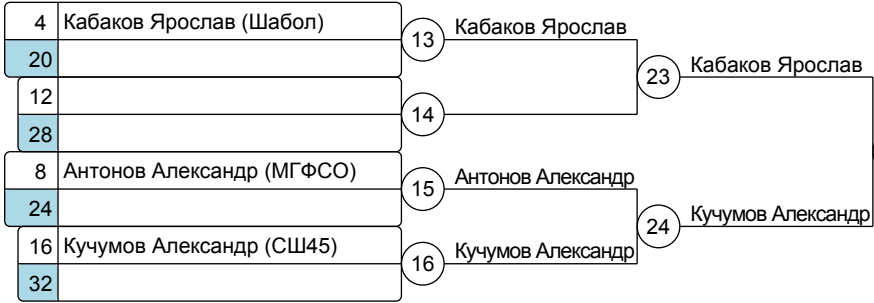 4 Кабаков Ярослав (Шабол)
20
13 Кабаков Ярослав
12
28
14
23 Кабаков Ярослав
8 Антонов Александр (МГФСО)
24
15 Антонов Александр
16 Кучумов Александр (СШ45)
32
16 Кучумов Александр
24 Кучумов Александр